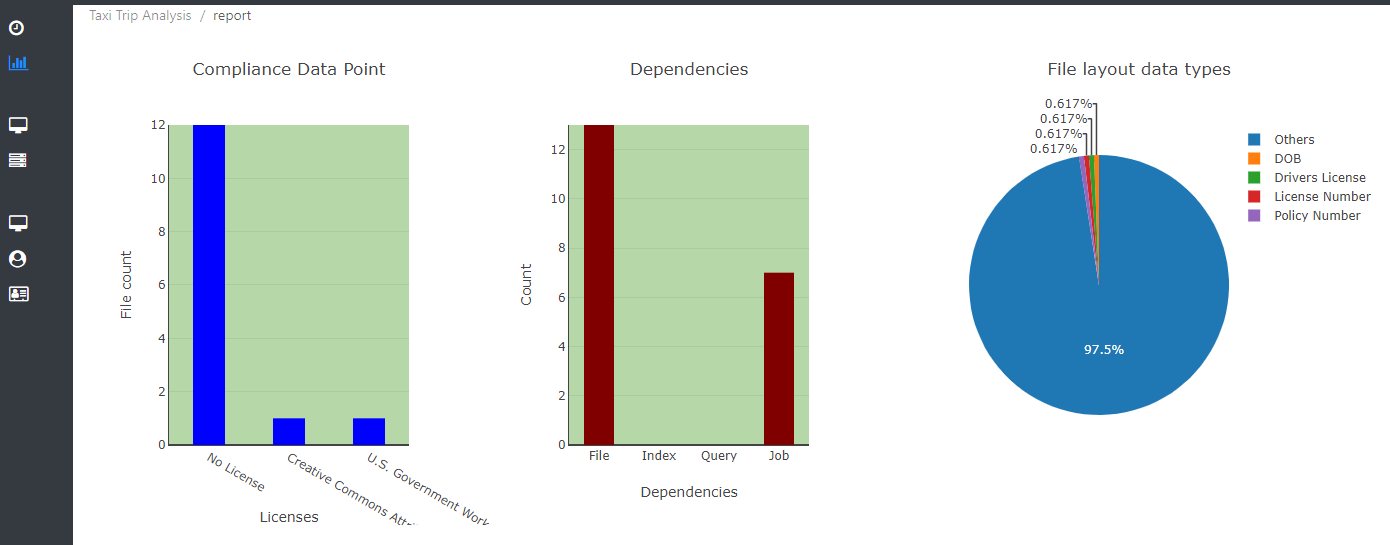 Taxi Trip Analysis / report
Compliance Data Point
12
10
8
6
4
2
0
File count
No License
Creative Commons
U.S. Government Work
Licenses
Dependencies
12
10
8
6
4
2
0
Count
File Index Query Job
Dependencies
File layout data types
0.617%
0.617%
0.617%
0.617%
97.5%
Others
DOB
Drivers License
License Number
Policy Number